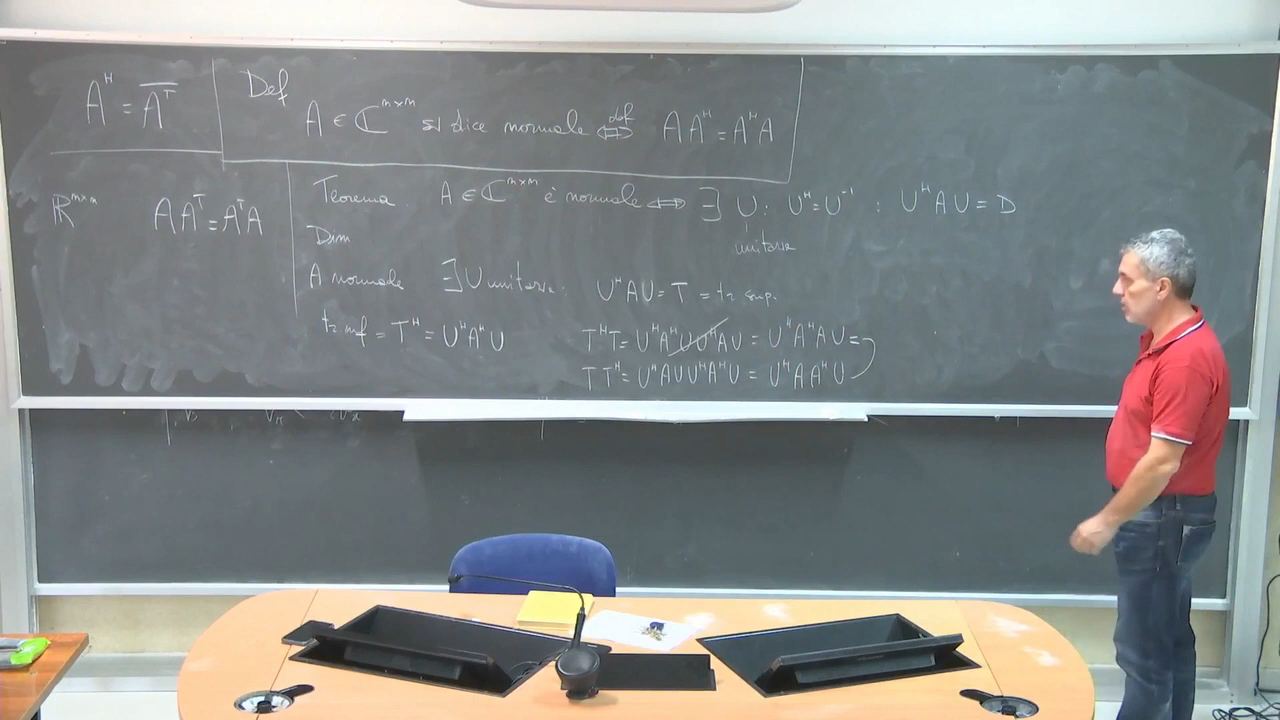 A^H = \overline{A^T}
Def
A ∈ ℂ^{n×n} si dice normale ⇔^{def} AA^H = A^H A
ℝ^{n×n} AA^T = A^T A
Teorema A ∈ ℂ^{n×n} è normale ⇔ ∃ U : U^H = U^{-1} : U^H A U = D
unitaria
Dim
A normale ∃ U unitaria : U^H A U = T = tr sup.
tr inf = T^H = U^H A^H U
T^H T = U^H A^H U U^H A U = U^H A^H A U =
T T^H = U^H A U U^H A^H U = U^H A A^H U